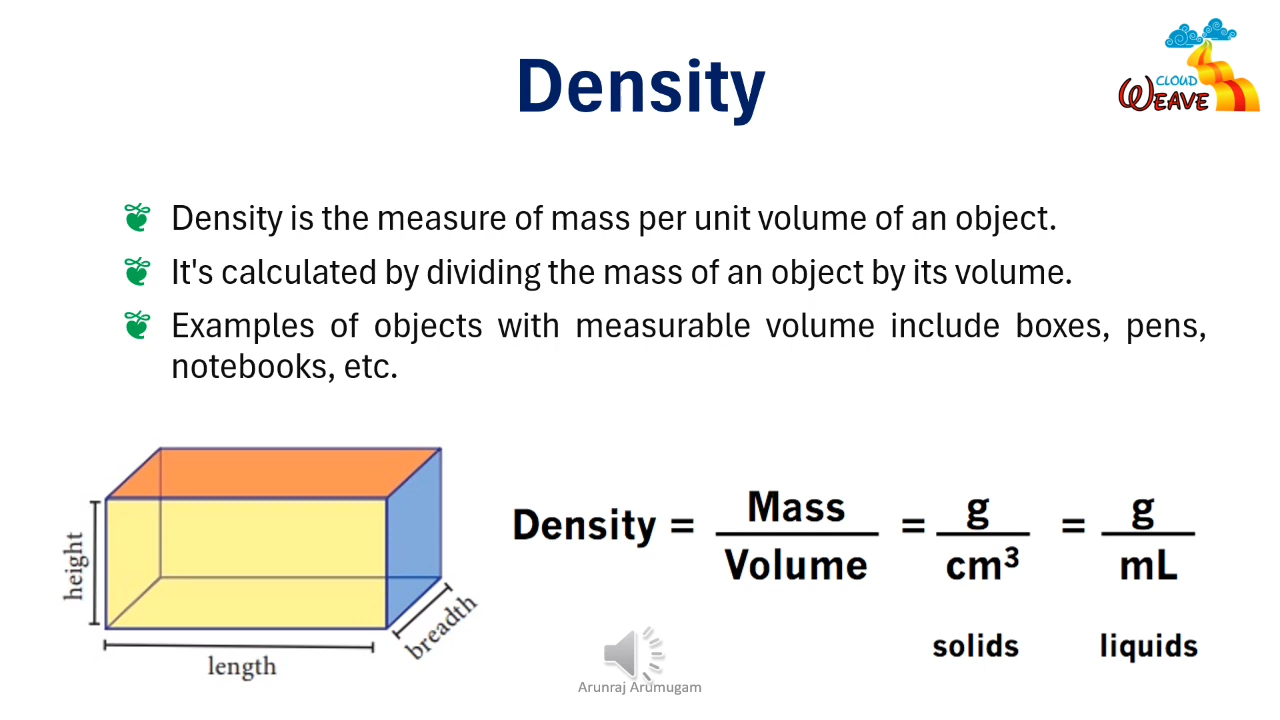 Density
CLOUD
WEAVE
Density is the measure of mass per unit volume of an object.
It's calculated by dividing the mass of an object by its volume.
Examples of objects with measurable volume include boxes, pens,
notebooks, etc.
height
length
breadth
Density = Mass / Volume = g / cm³ = g / mL
solids liquids
Arunraj Arumugam